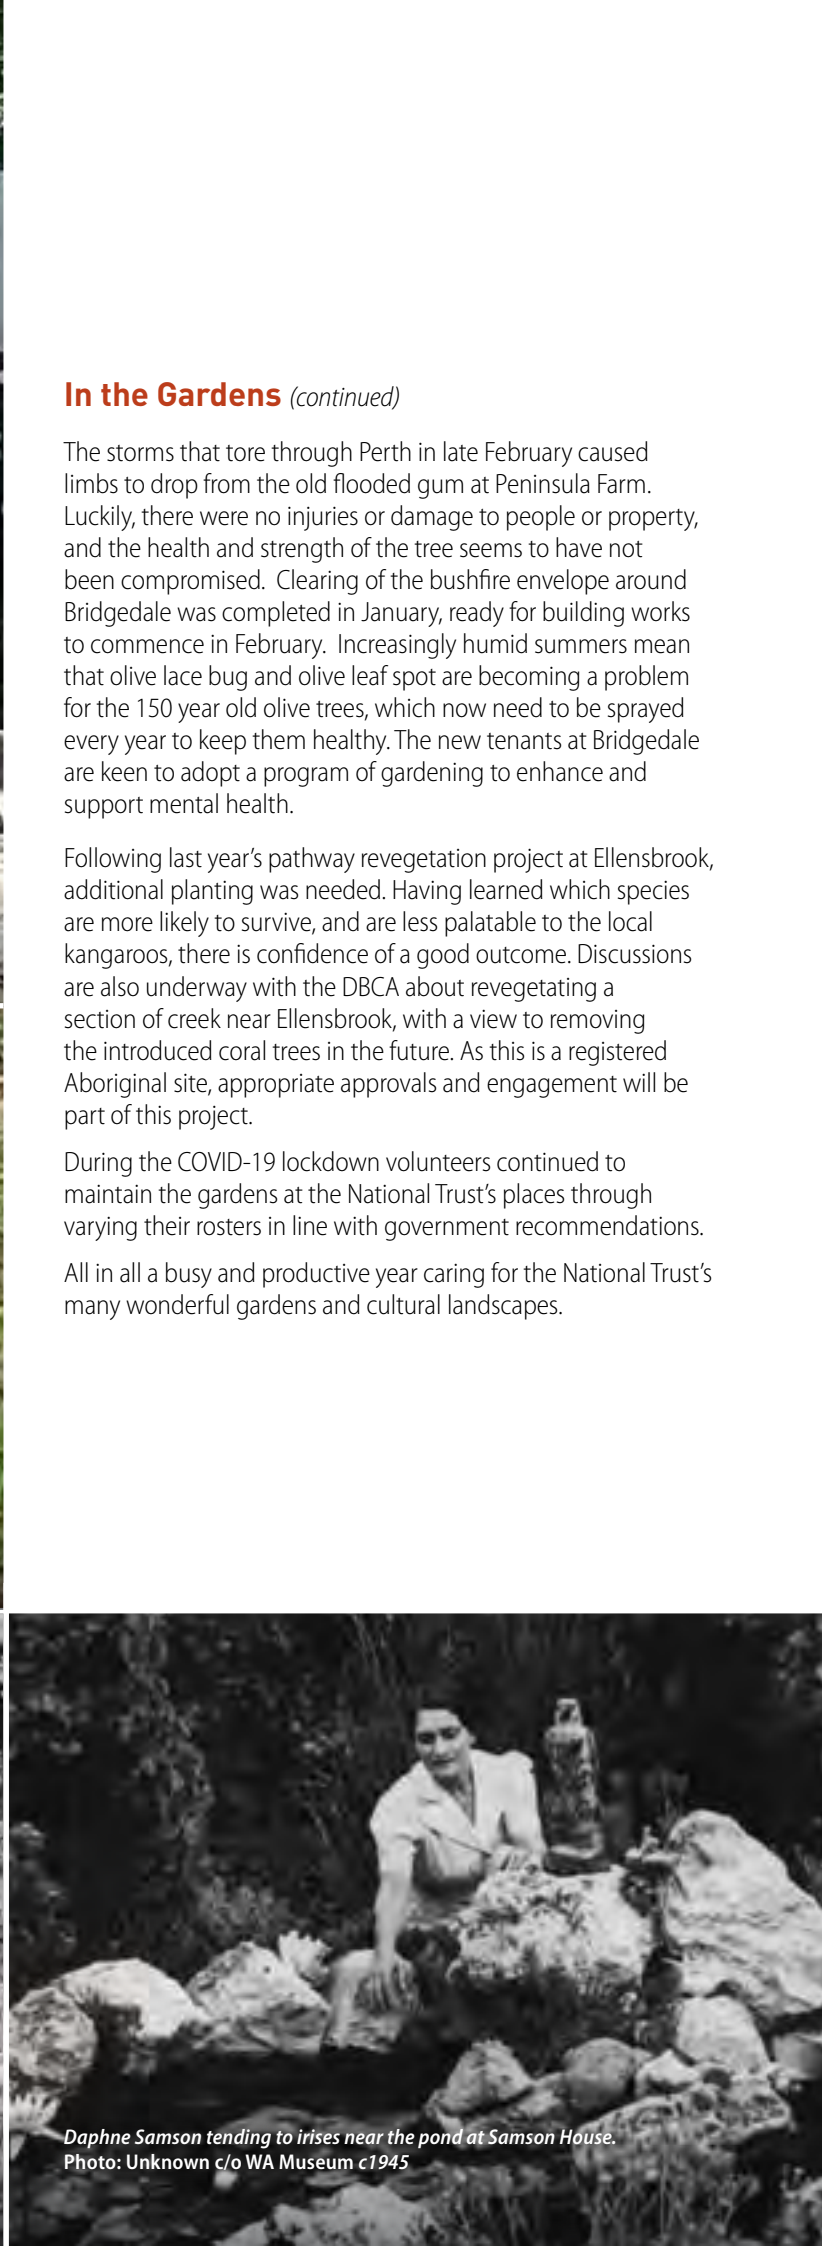 In the Gardens (continued)
The storms that tore through Perth in late February caused
limbs to drop from the old flooded gum at Peninsula Farm.
Luckily, there were no injuries or damage to people or property,
and the health and strength of the tree seems to have not
been compromised.  Clearing of the bushfire envelope around
Bridgedale was completed in January, ready for building works
to commence in February.  Increasingly humid summers mean
that olive lace bug and olive leaf spot are becoming a problem
for the 150 year old olive trees, which now need to be sprayed
every year to keep them healthy. The new tenants at Bridgedale
are keen to adopt a program of gardening to enhance and
support mental health.
Following last year’s pathway revegetation project at Ellensbrook,
additional planting was needed. Having learned which species
are more likely to survive, and are less palatable to the local
kangaroos, there is confidence of a good outcome. Discussions
are also underway with the DBCA about revegetating a
section of creek near Ellensbrook, with a view to removing
the introduced coral trees in the future. As this is a registered
Aboriginal site, appropriate approvals and engagement will be
part of this project.
During the COVID-19 lockdown volunteers continued to
maintain the gardens at the National Trust’s places through
varying their rosters in line with government recommendations.
All in all a busy and productive year caring for the National Trust’s
many wonderful gardens and cultural landscapes.
Daphne Samson tending to irises near the pond at Samson House.
Photo: Unknown c/o WA Museum c1945